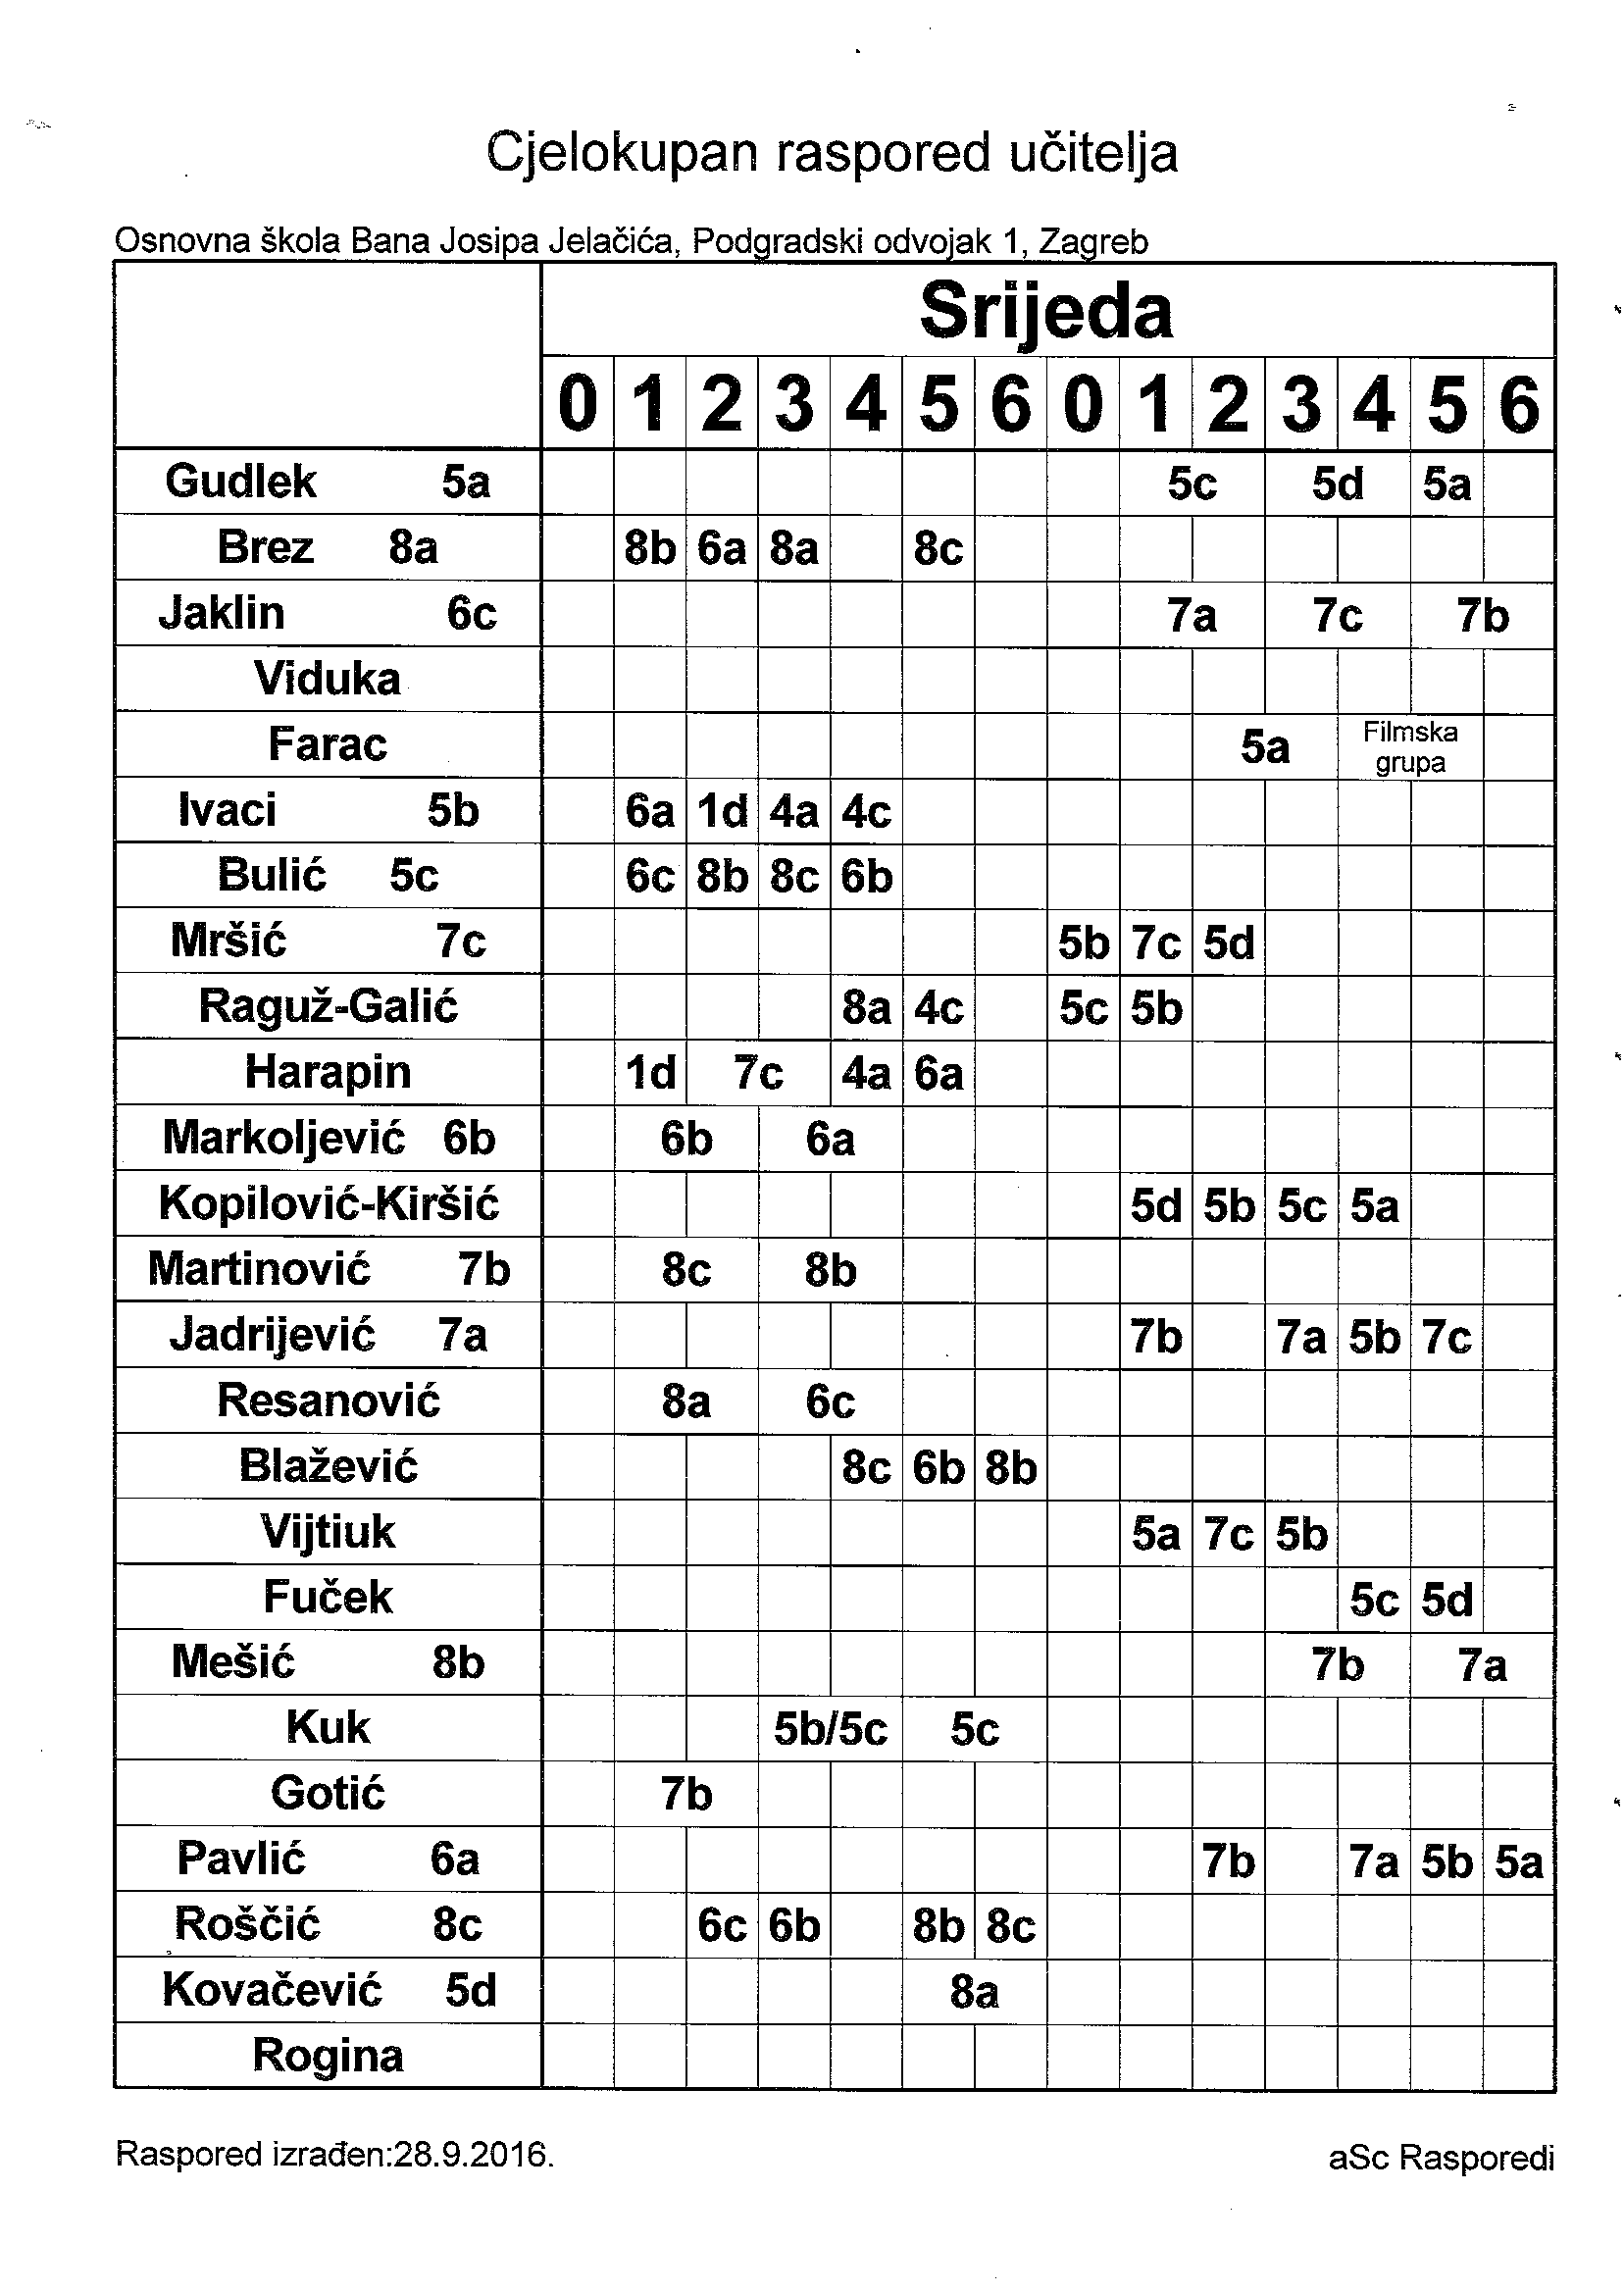 Cjelokupan raspored učitelja
Osnovna škola Bana Josipa Jelačića, Podgradski odvojak 1, Zagreb
Srijeda
0 1 2 3 4 5 6 0 1 2 3 4 5 6
Gudlek 5a 5c 5d 5a
Brez 8a 8b 6a 8a 8c
Jaklin 6c 7a 7c 7b
Viduka
Farac 5a Filmska
grupa
Ivaci 5b 6a 1d 4a 4c
Bulić 5c 6c 8b 8c 6b
Mršić 7c 5b 7c 5d
Raguž-Galić 8a 4c 5c 5b
Harapin 1d 7c 4a 6a
Markoljević 6b 6b 6a
Kopilović-Kiršić 5d 5b 5c 5a
Martinović 7b 8c 8b
Jadrijević 7a 7b 7a 5b 7c
Resanović 8a 6c
Blažević 8c 6b 8b
Vijtiuk 5a 7c 5b
Fuček 5c 5d
Mešić 8b 7b 7a
Kuk 5b/5c 5c
Gotić 7b
Pavlić 6a 7b 7a 5b 5a
Roščić 8c 6c 6b 8b 8c
Kovačević 5d 8a
Rogina
Raspored izrađen:28.9.2016. aSc Rasporedi